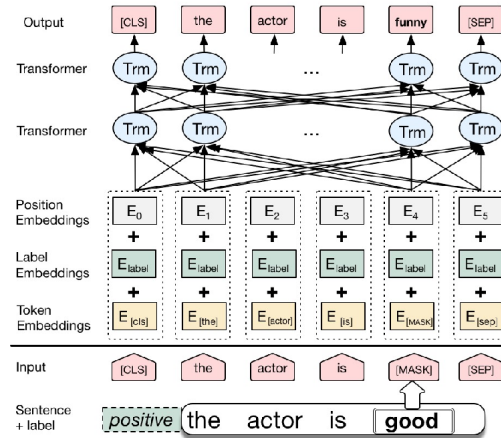 Output [CLS] the actor is funny [SEP]
Transformer Trm Trm ... Trm Trm
Transformer Trm Trm ... Trm Trm
Position Embeddings E0 E1 E2 E3 E4 E5
+ + + + + +
Label Embeddings Elabel Elabel Elabel Elabel Elabel Elabel
+ + + + + +
Token Embeddings E[cls] E[the] E[actor] E[is] E[MASK] E[sep]
Input [CLS] the actor is [MASK] [SEP]
Sentence + label positive the actor is good